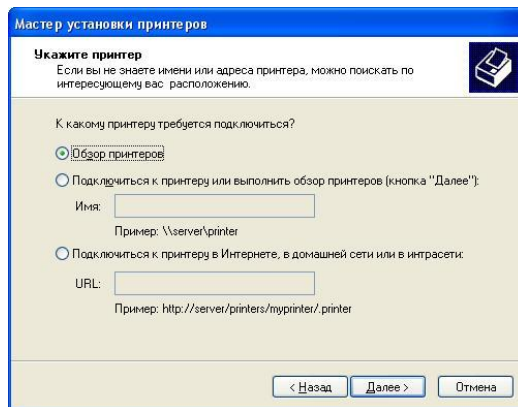 Мастер установки принтеров
Укажите принтер
Если вы не знаете имени или адреса принтера, можно поискать по
интересующему вас расположению.
К какому принтеру требуется подключиться?
Обзор принтеров
Подключиться к принтеру или выполнить обзор принтеров (кнопка "Далее"):
Имя:
Пример: \\server\printer
Подключиться к принтеру в Интернете, в домашней сети или в интрасети:
URL:
Пример: http://server/printers/myprinter/.printer
< Назад Далее > Отмена